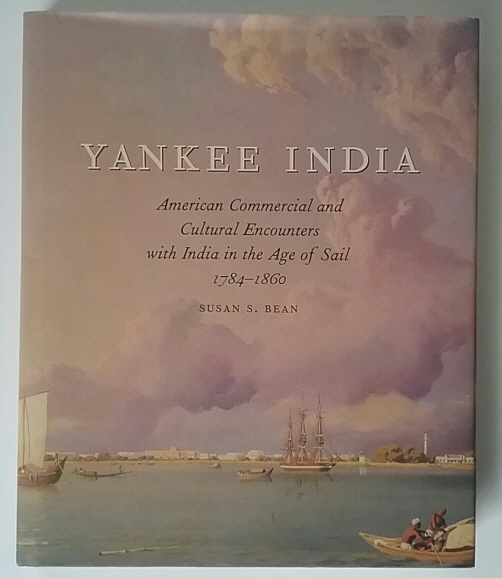 YANKEE INDIA
American Commercial and
Cultural Encounters
with India in the Age of Sail
1784–1860
SUSAN S. BEAN